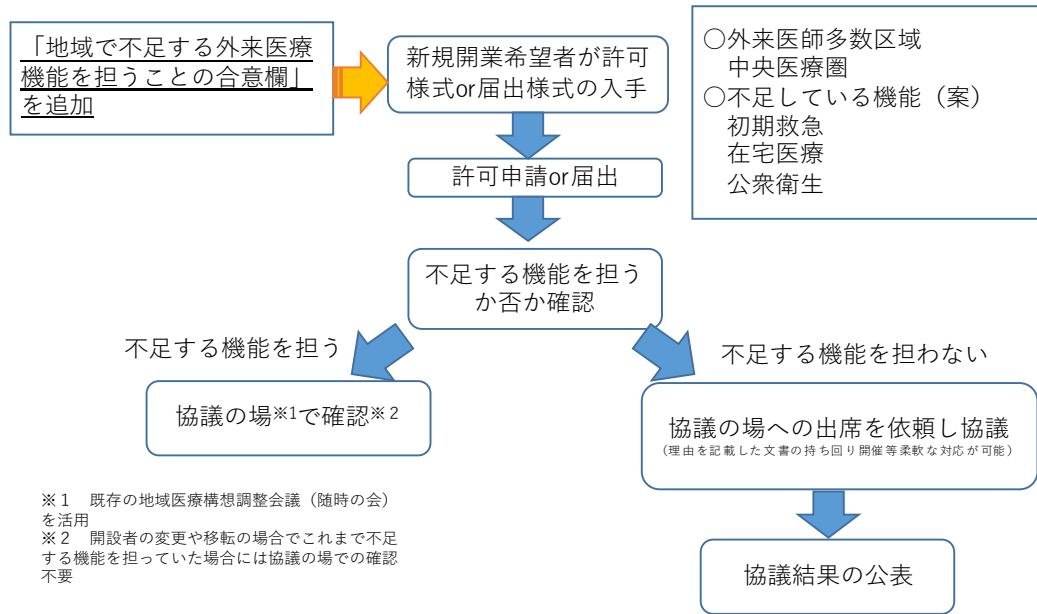 「地域で不足する外来医療
機能を担うことの合意欄」
を追加
新規開業希望者が許可
様式or届出様式の入手
○外来医師多数区域
中央医療圏
○不足している機能（案）
初期救急
在宅医療
公衆衛生
許可申請or届出
不足する機能を担う
か否か確認
不足する機能を担う
不足する機能を担わない
協議の場※1で確認※２
協議の場への出席を依頼し協議
(理由を記載した文書の持ち回り開催等柔軟な対応が可能)
※１　既存の地域医療構想調整会議（随時の会）
を活用
※２　開設者の変更や移転の場合でこれまで不足
する機能を担っていた場合には協議の場での確認
不要
協議結果の公表